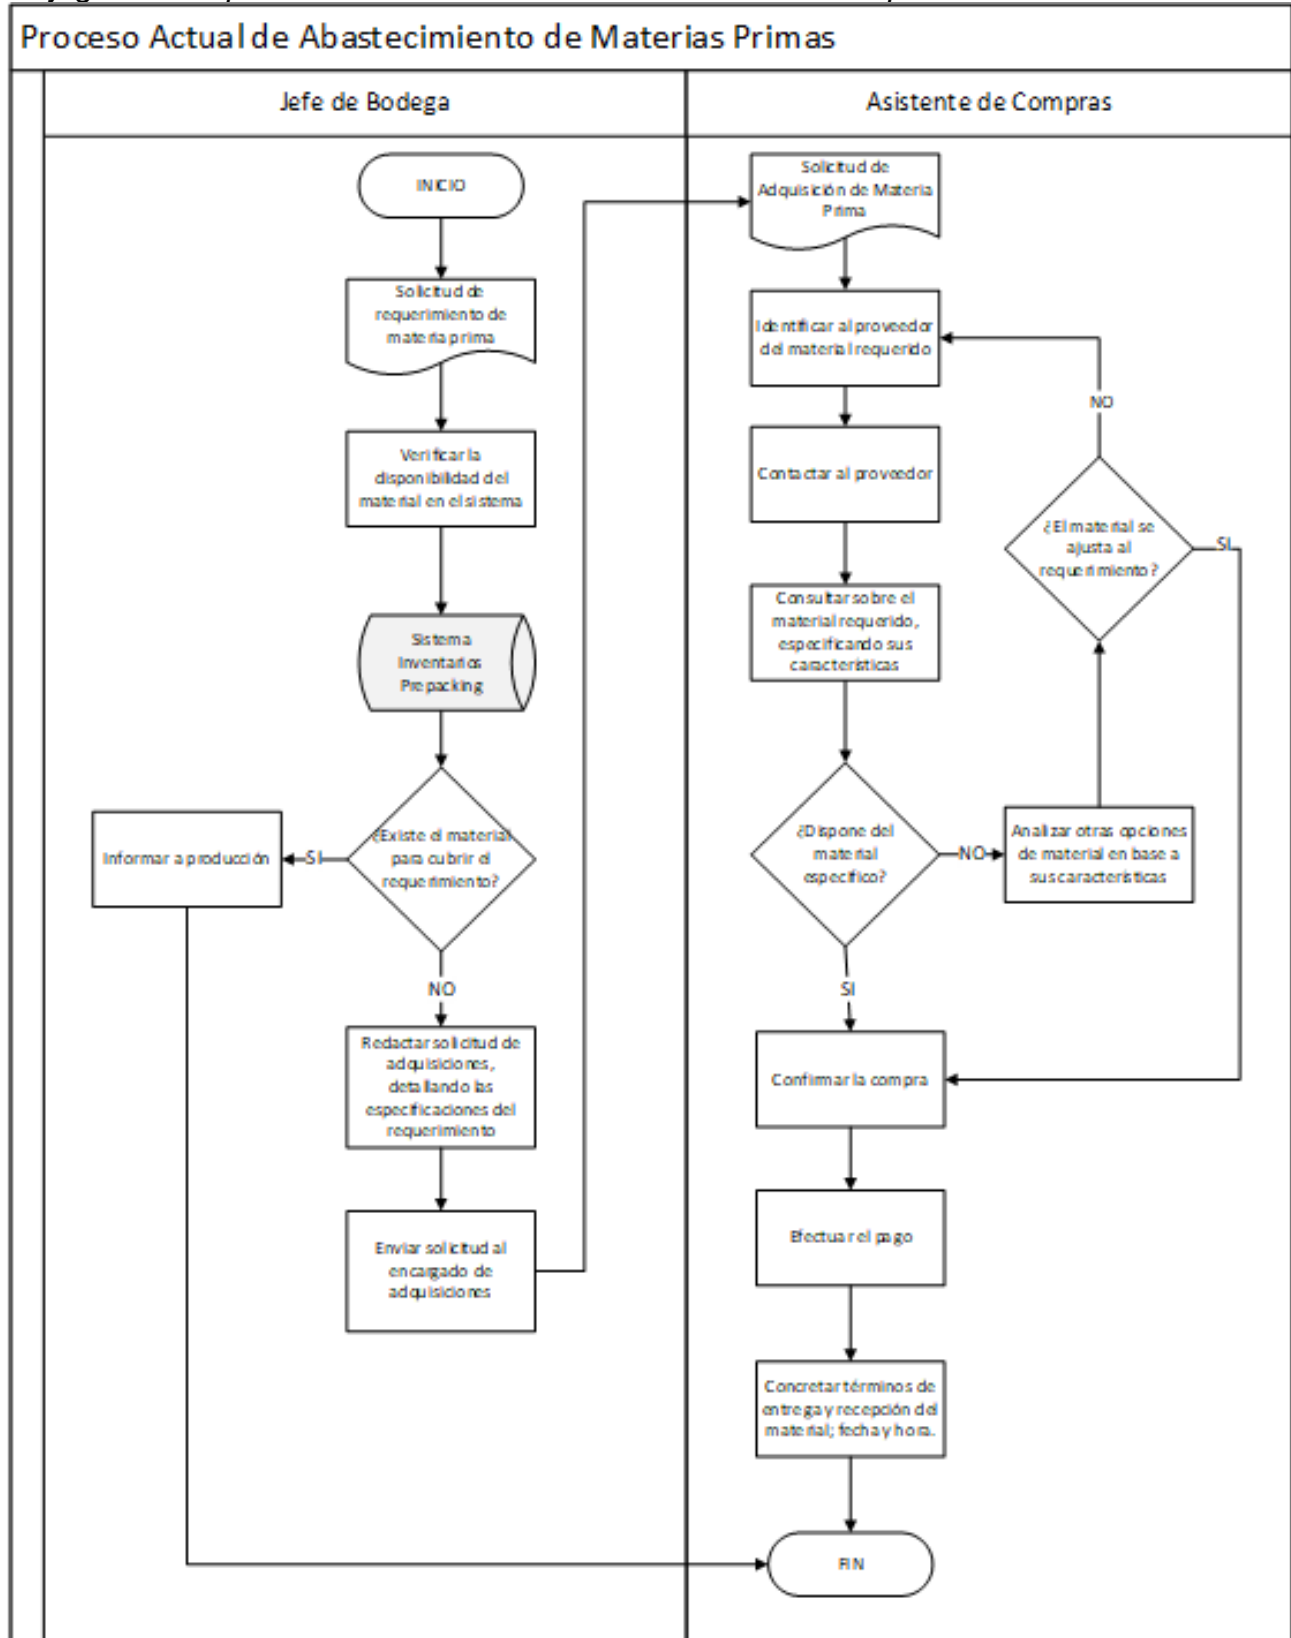 Proceso Actual de Abastecimiento de Materias Primas
Jefe de Bodega
Asistente de Compras
INICIO
Solicitud de
requerimiento de
materia prima
Verificar la
disponibilidad del
material en el sistema
Sistema
Inventarios
Prepacking
¿Existe el material
para cubrir el
requerimiento?
SI
Informar a producción
NO
Redactar solicitud de
adquisiciones,
detallando las
especificaciones del
requerimiento
Enviar solicitud al
encargado de
adquisiciones
Solicitud de
Adquisición de Materia
Prima
Identificar al proveedor
del material requerido
Contactar al proveedor
Consultar sobre el
material requerido,
especificando sus
características
¿Dispone del
material
específico?
NO
Analizar otras opciones
de material en base a
sus características
¿El material se
ajusta al
requerimiento?
NO
SI
SI
Confirmar la compra
Efectuar el pago
Concretar términos de
entrega y recepción del
material; fecha y hora.
FIN